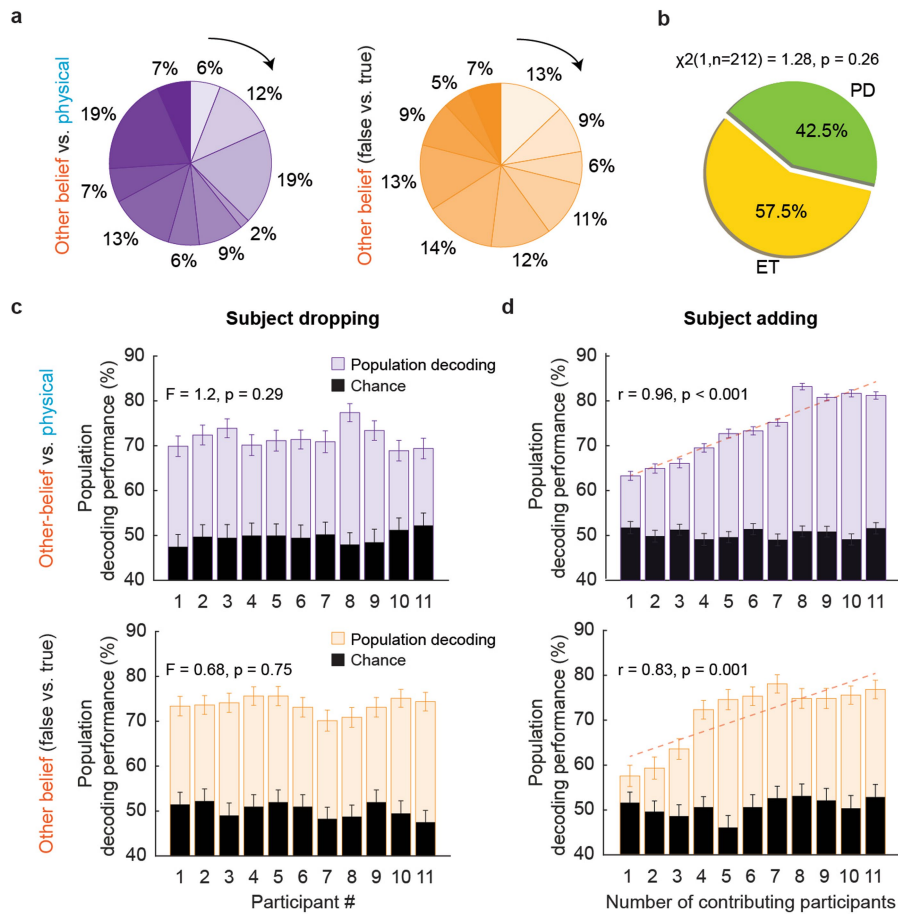 a
Other belief vs. physical
7%
6%
12%
19%
2%
9%
6%
13%
7%
19%
Other belief (false vs. true)
7%
13%
9%
6%
11%
12%
14%
13%
9%
5%
b
χ2(1,n=212) = 1.28, p = 0.26
PD
42.5%
57.5%
ET
c
Subject dropping
Other-belief vs. physical
Population
decoding performance (%)
90
80
70
60
50
40
F = 1.2, p = 0.29
Population decoding
Chance
1 2 3 4 5 6 7 8 9 10 11
Other belief (false vs. true)
Population
decoding performance (%)
90
80
70
60
50
40
F = 0.68, p = 0.75
Population decoding
Chance
1 2 3 4 5 6 7 8 9 10 11
Participant #
d
Subject adding
Population
decoding performance (%)
90
80
70
60
50
40
r = 0.96, p < 0.001
1 2 3 4 5 6 7 8 9 10 11
Population
decoding performance (%)
90
80
70
60
50
40
r = 0.83, p = 0.001
1 2 3 4 5 6 7 8 9 10 11
Number of contributing participants